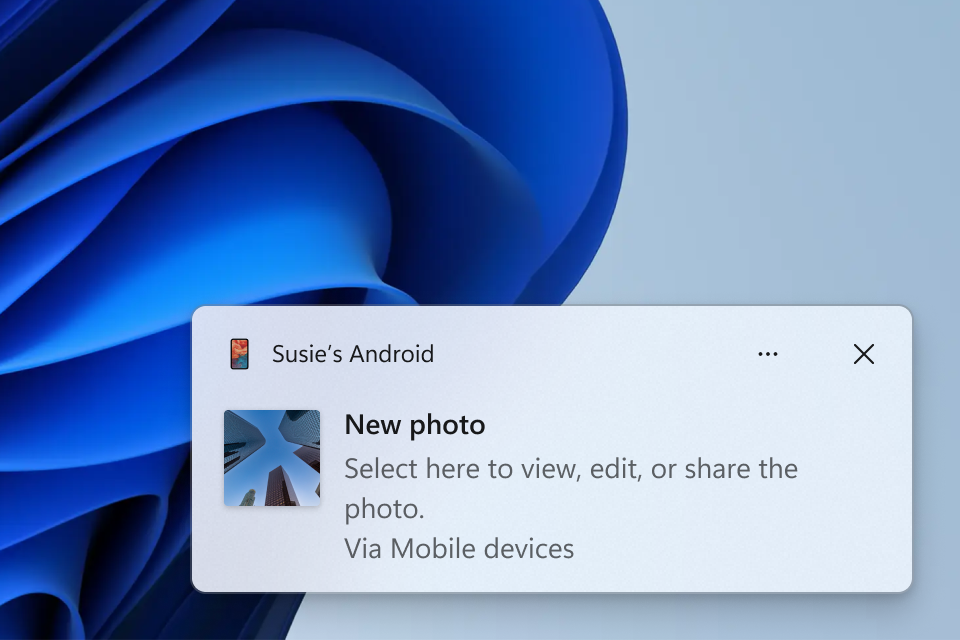 Susie’s Android
New photo
Select here to view, edit, or share the
photo.
Via Mobile devices